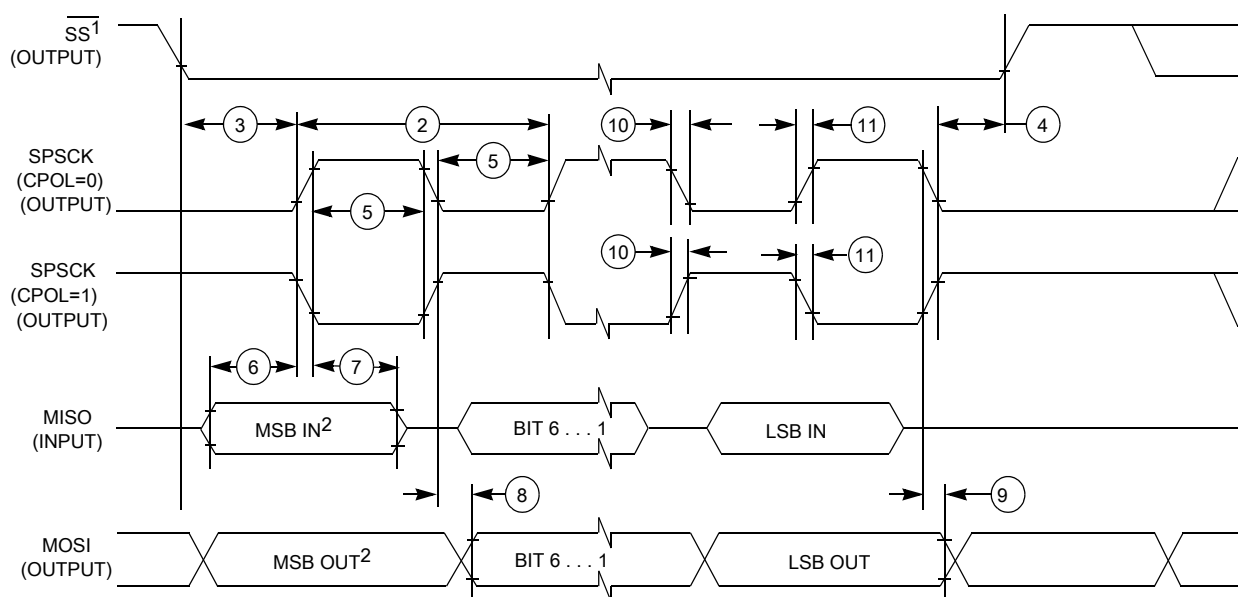 SS1
(OUTPUT)
3
2
10
11
4
SPSCK
(CPOL=0)
(OUTPUT)
5
5
10
11
SPSCK
(CPOL=1)
(OUTPUT)
6
7
MISO
(INPUT)
MSB IN2
BIT 6 . . . 1
LSB IN
8
9
MOSI
(OUTPUT)
MSB OUT2
BIT 6 . . . 1
LSB OUT